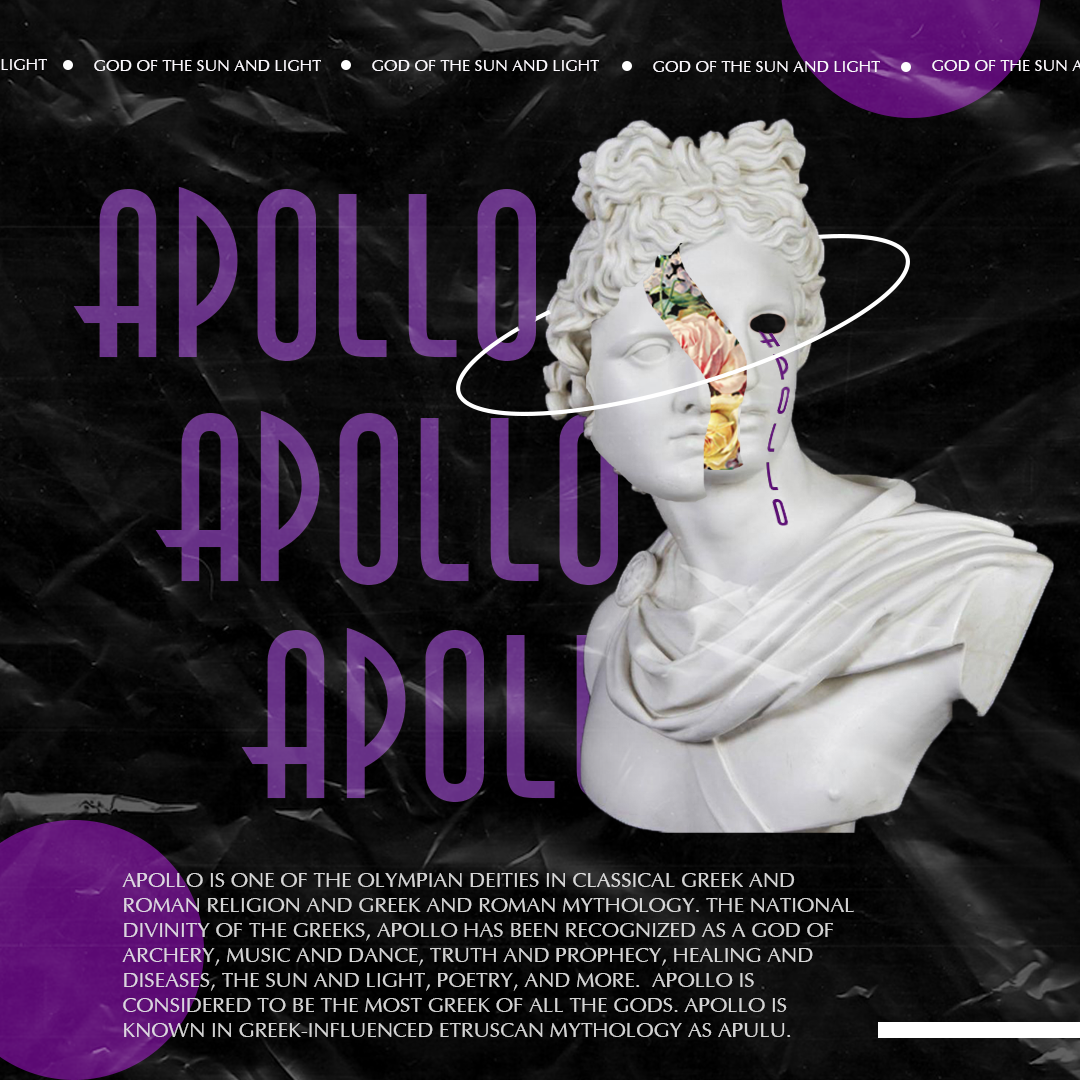 LIGHT ● GOD OF THE SUN AND LIGHT ● GOD OF THE SUN AND LIGHT ● GOD OF THE SUN AND LIGHT ● GOD OF THE SUN A
APOLLO
APOLLO
APOLLO
APOL
APOLLO IS ONE OF THE OLYMPIAN DEITIES IN CLASSICAL GREEK AND
ROMAN RELIGION AND GREEK AND ROMAN MYTHOLOGY. THE NATIONAL
DIVINITY OF THE GREEKS, APOLLO HAS BEEN RECOGNIZED AS A GOD OF
ARCHERY, MUSIC AND DANCE, TRUTH AND PROPHECY, HEALING AND
DISEASES, THE SUN AND LIGHT, POETRY, AND MORE.  APOLLO IS
CONSIDERED TO BE THE MOST GREEK OF ALL THE GODS. APOLLO IS
KNOWN IN GREEK-INFLUENCED ETRUSCAN MYTHOLOGY AS APULU.